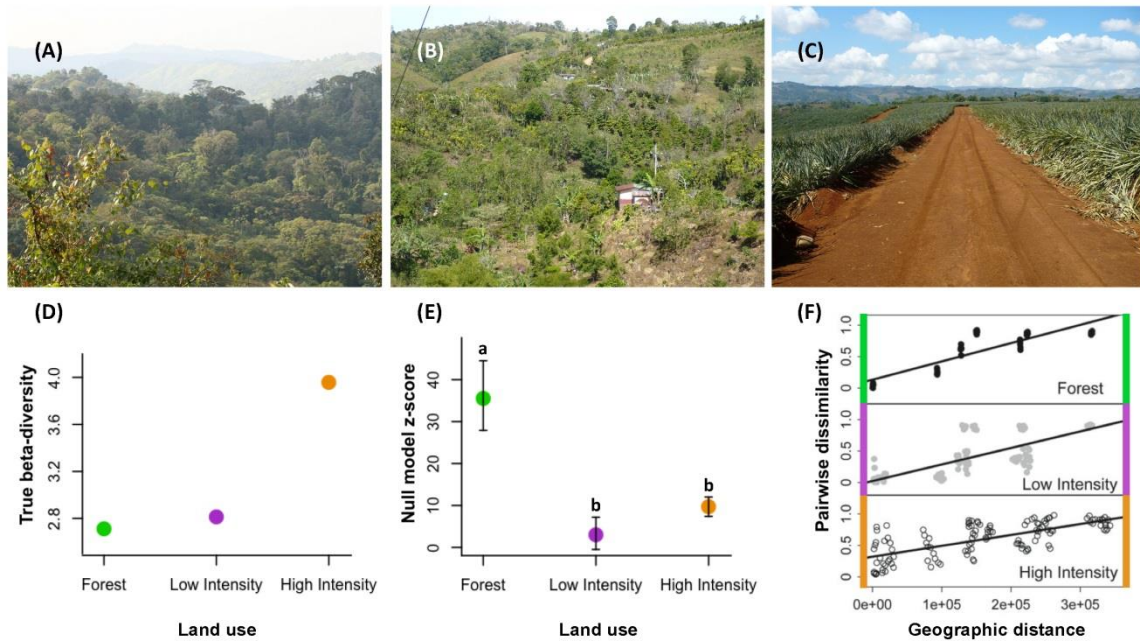 (A)
(B)
(C)
(D)
True beta-diversity
4.0
3.6
3.2
2.8
Forest
Low Intensity
High Intensity
Land use
(E)
Null model z-score
40
30
20
10
0
a
b
b
Forest
Low Intensity
High Intensity
Land use
(F)
Pairwise dissimilarity
1.0
0.5
0
Forest
1.0
0.5
0
Low Intensity
1.0
0.5
0
High Intensity
0e+00
1e+05
2e+05
3e+05
Geographic distance